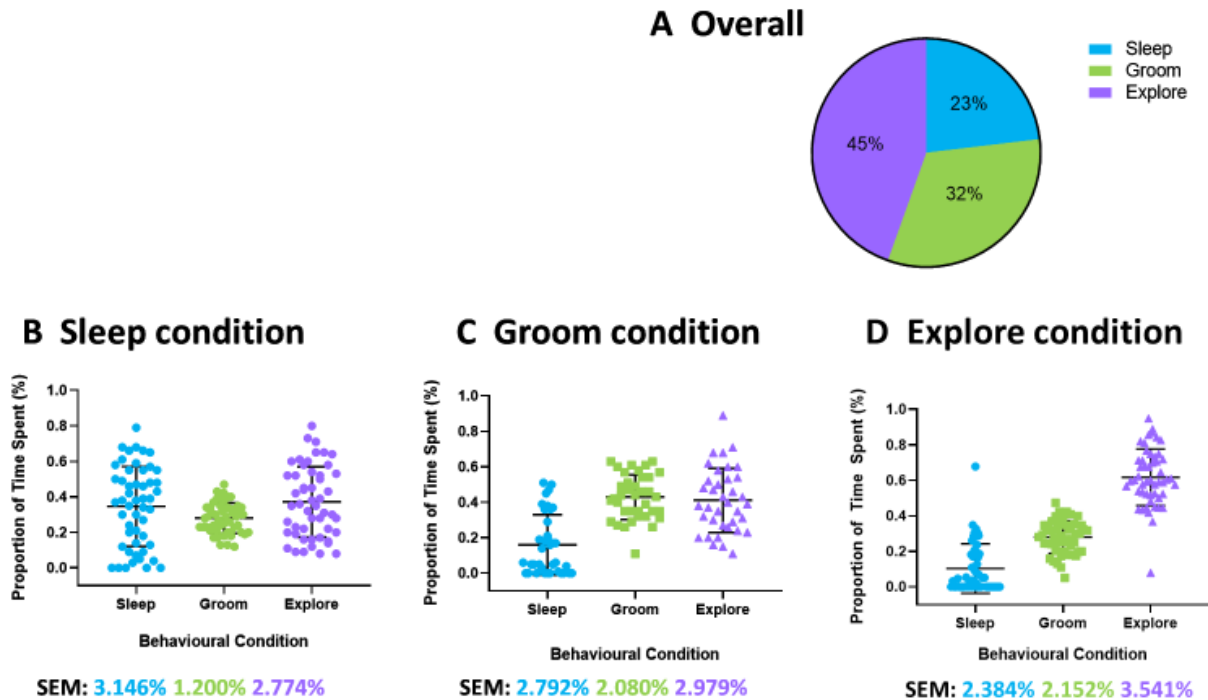 A Overall
Sleep
Groom
Explore
23%
45%
32%
B Sleep condition
Proportion of Time Spent (%)
1.0
0.8
0.6
0.4
0.2
0.0
Sleep Groom Explore
Behavioural Condition
SEM: 3.146% 1.200% 2.774%
C Groom condition
Proportion of Time Spent (%)
1.0
0.8
0.6
0.4
0.2
0.0
Sleep Groom Explore
Behavioural Condition
SEM: 2.792% 2.080% 2.979%
D Explore condition
Proportion of Time Spent (%)
1.0
0.8
0.6
0.4
0.2
0.0
Sleep Groom Explore
Behavioural Condition
SEM: 2.384% 2.152% 3.541%